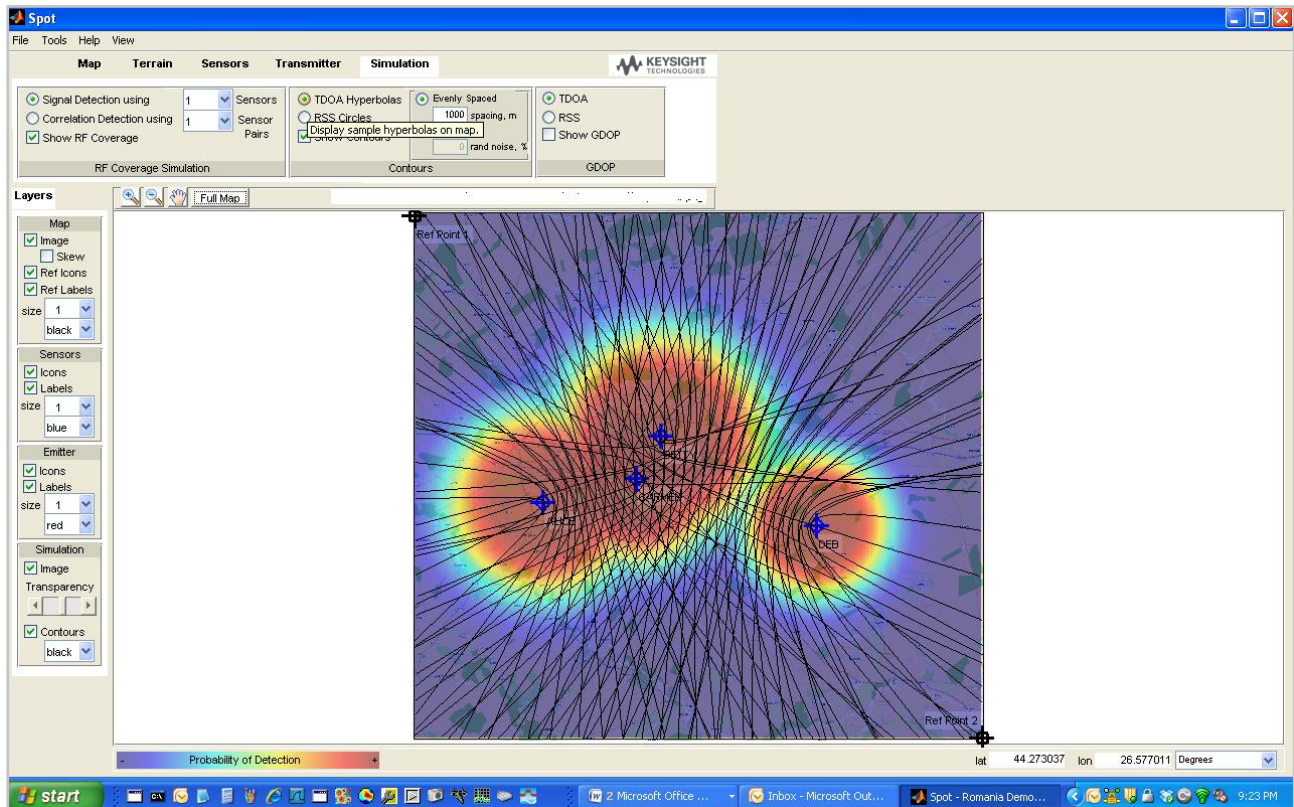 Spot
File Tools Help View
Map Terrain Sensors Transmitter Simulation
KEYSIGHT
TECHNOLOGIES
Signal Detection using 1 Sensors
Correlation Detection using 1 Sensor Pairs
Show RF Coverage
RF Coverage Simulation
TDOA Hyperbolas
RSS Circles
Display sample hyperbolas on map.
Show Contours
Evenly Spaced
1000 spacing, m
0 rand noise, %
Contours
TDOA
RSS
Show GDOP
GDOP
Layers
Full Map
Map
Image
Skew
Ref Icons
Ref Labels
size 1
black
Sensors
Icons
Labels
size 1
blue
Emitter
Icons
Labels
size 1
red
Simulation
Image
Transparency
Contours
black
Ref Point 1
BETTY
CARMEN
ALICE
DEB
Ref Point 2
- Probability of Detection +
lat 44.273037 lon 26.577011 Degrees
start
2 Microsoft Office ...
Inbox - Microsoft Out...
Spot - Romania Demo...
9:23 PM